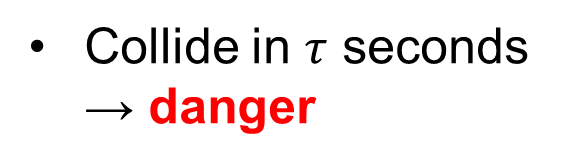 • Collide in 𝜏 seconds
→ danger